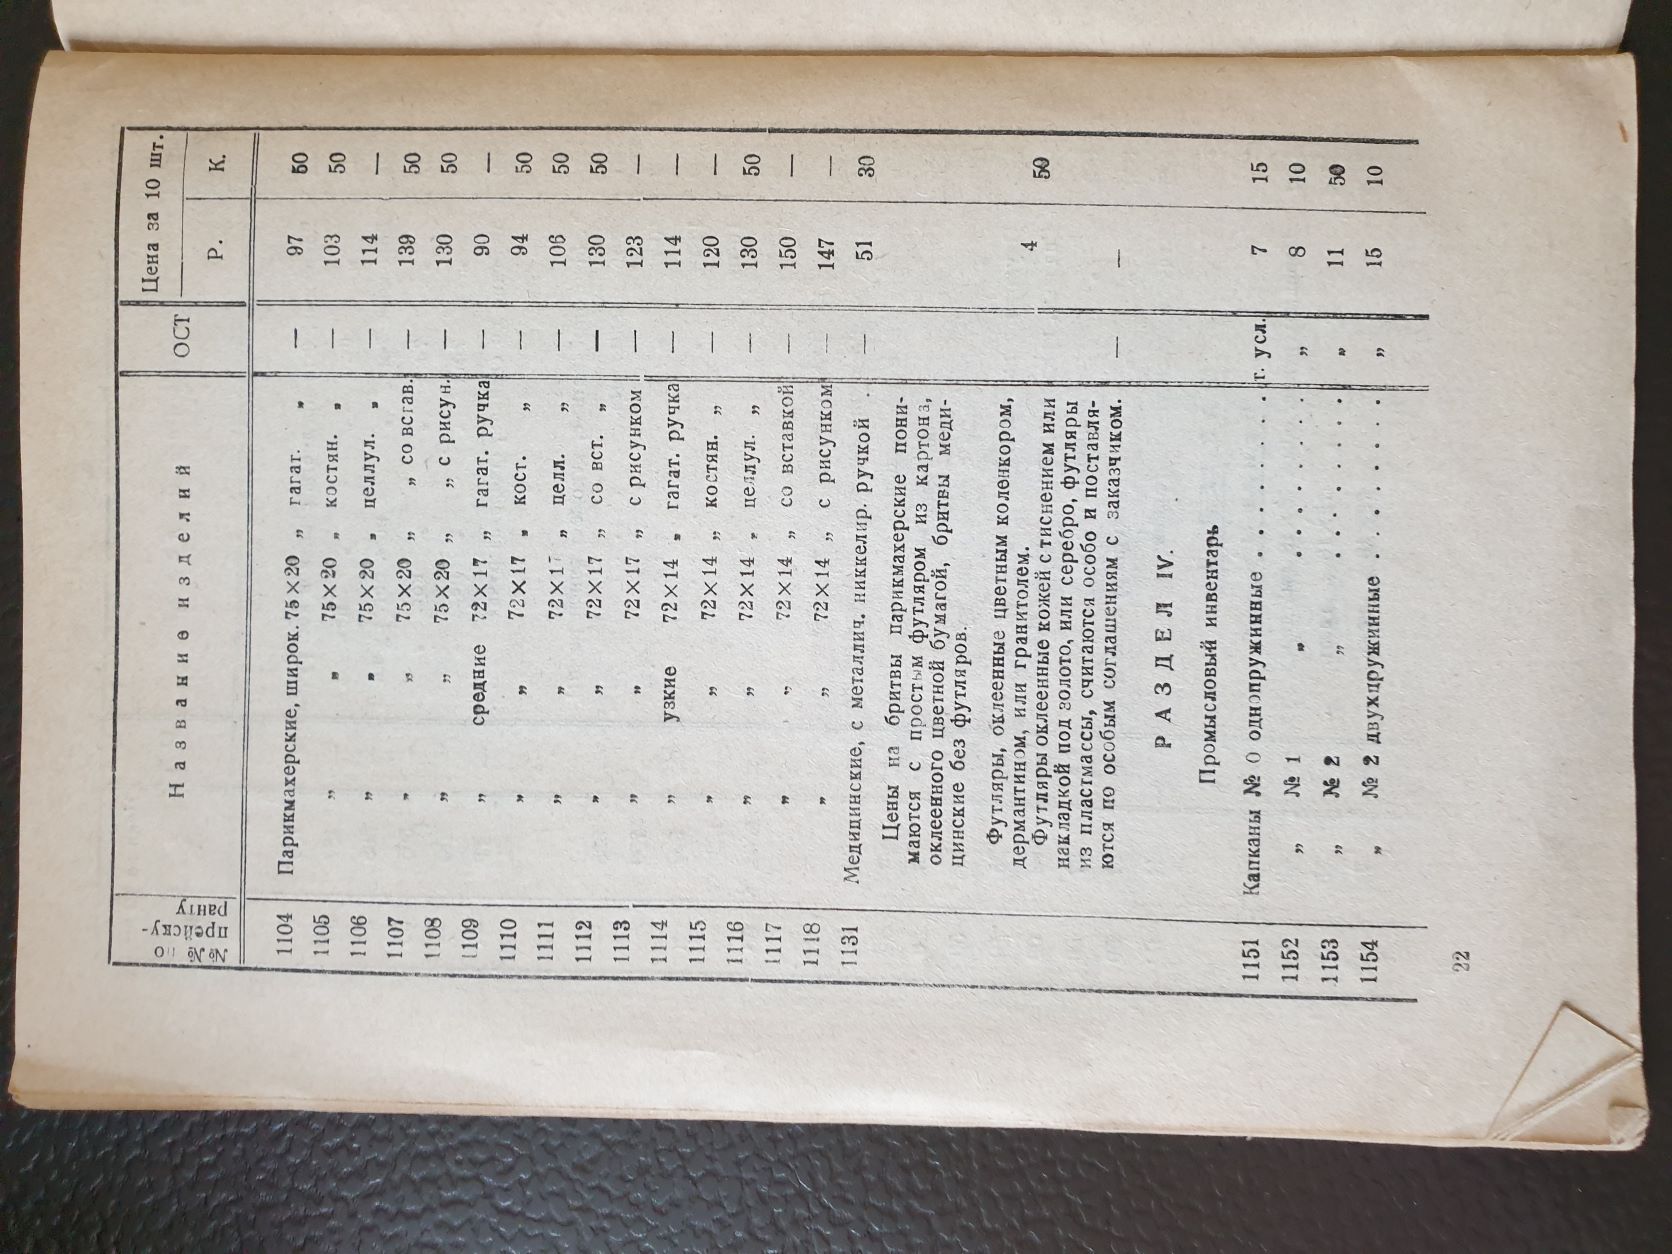 №№ по прейску- ранту | Название изделий | ОСТ | Цена за 10 шт.
Р. | К.
1104 Парикмахерские, широк. 75×20 „ гагат. „ — 97 50
1105 „ „ 75×20 „ костян. „ — 103 50
1106 „ „ 75×20 „ целлул. „ — 114 —
1107 „ „ 75×20 „ „ со встав. — 139 50
1108 „ „ 75×20 „ „ с рисун. — 130 50
1109 „ средние 72×17 „ гагат. ручка — 90 —
1110 „ „ 72×17 „ кост. „ — 94 50
1111 „ „ 72×17 „ целл. „ — 106 50
1112 „ „ 72×17 „ со вст. „ — 130 50
1113 „ „ 72×17 „ с рисунком — 123 —
1114 „ узкие 72×14 „ гагат. ручка — 114 —
1115 „ „ 72×14 „ костян. „ — 120 —
1116 „ „ 72×14 „ целлул. „ — 130 50
1117 „ „ 72×14 „ со вставкой — 150 —
1118 „ „ 72×14 „ с рисунком — 147 —
1131 Медицинские, с металлич. никкелир. ручкой . — 51 30
Цены на бритвы парикмахерские пони-
маются с простым футляром из картона,
оклеенного цветной бумагой, бритвы меди-
цинские без футляров.
Футляры, оклеенные цветным коленкором,
дермантином, или гранитолем. 4 50
Футляры оклеенные кожей с тиснением или
накладкой под золото, или серебро, футляры
из пластмассы, считаются особо и поставля-
ются по особым соглашениям с заказчиком. — —
РАЗДЕЛ IV.
Промысловый инвентарь
1151 Капканы № 0 однопружинные . . . . . . . . т. усл. 7 15
1152 „ № 1 „ . . . . . . . „ 8 10
1153 „ № 2 „ . . . . . . . „ 11 50
1154 „ № 2 двухпружинные . . . . . . . „ 15 10
22